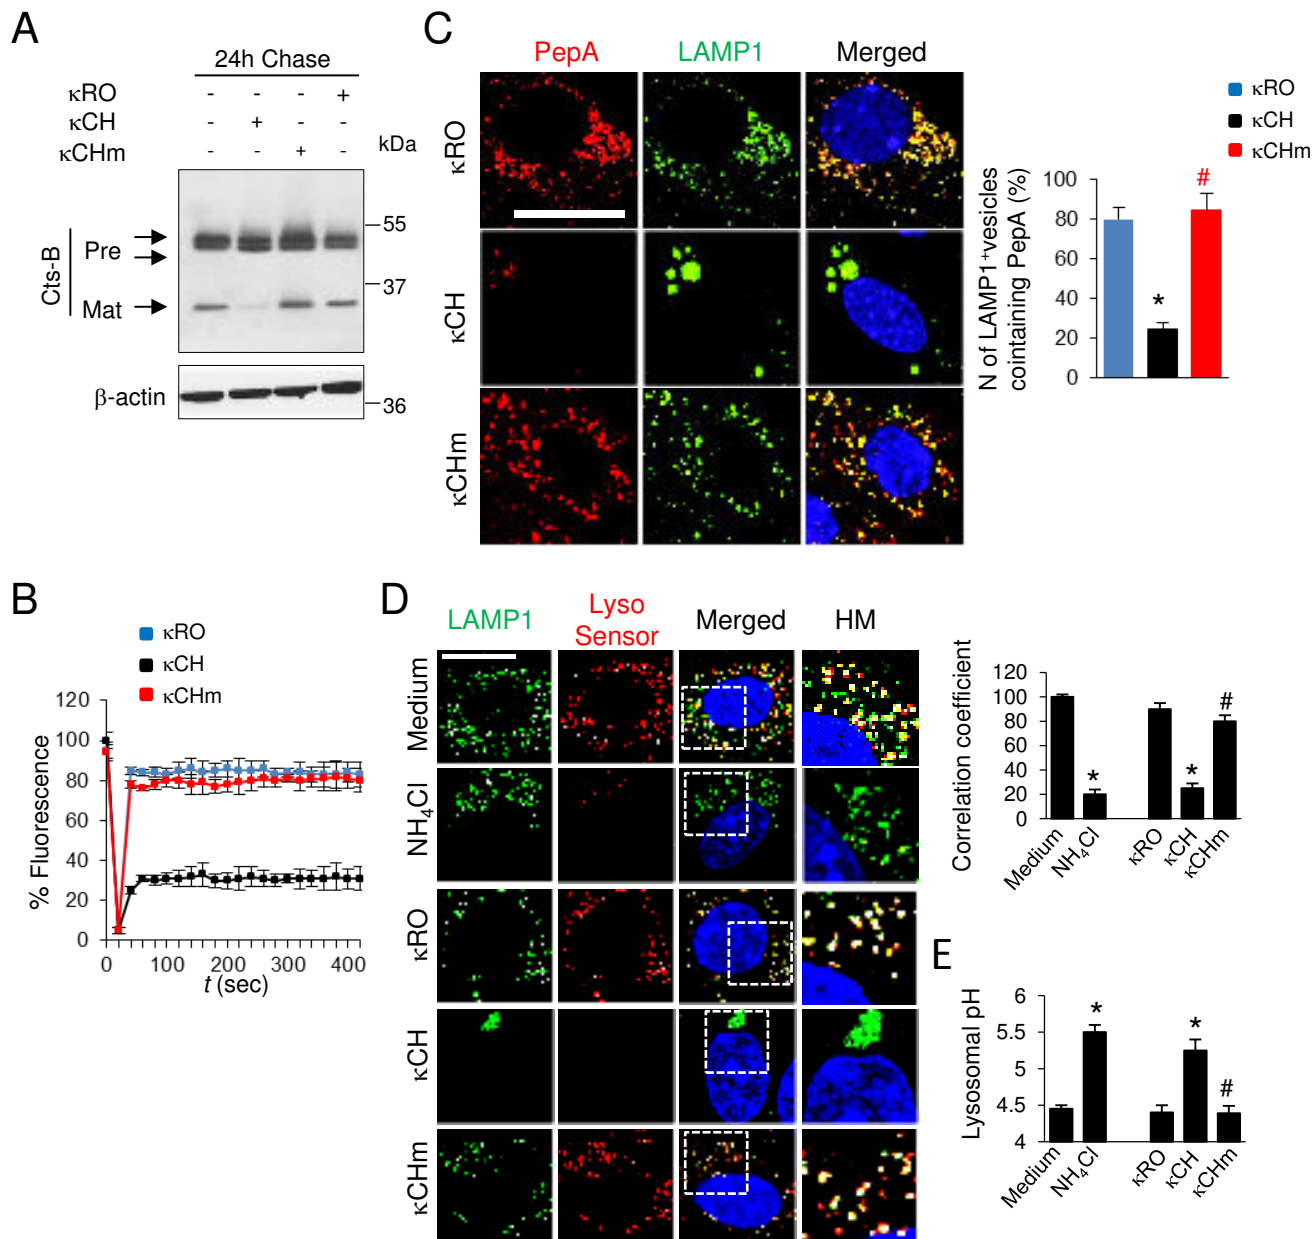 A
24h Chase
κRO - - - +
κCH - + - -
κCHm - - + -
kDa
Cts-B
Pre
Mat
55
37
β-actin
36
C
PepA LAMP1 Merged
κRO
κCH
κCHm
κRO
κCH
κCHm
N of LAMP1+vesicles
cointaining PepA (%)
100
80
60
40
20
0
*
#
B
κRO
κCH
κCHm
% Fluorescence
120
100
80
60
40
20
0
0 100 200 300 400
t (sec)
D
LAMP1 Lyso Sensor Merged HM
Medium
NH4Cl
κRO
κCH
κCHm
Correlation coefficient
120
100
80
60
40
20
0
* * #
Medium NH4Cl κRO κCH κCHm
E
Lysosomal pH
6
5.5
5
4.5
4
* * #
Medium NH4Cl κRO κCH κCHm